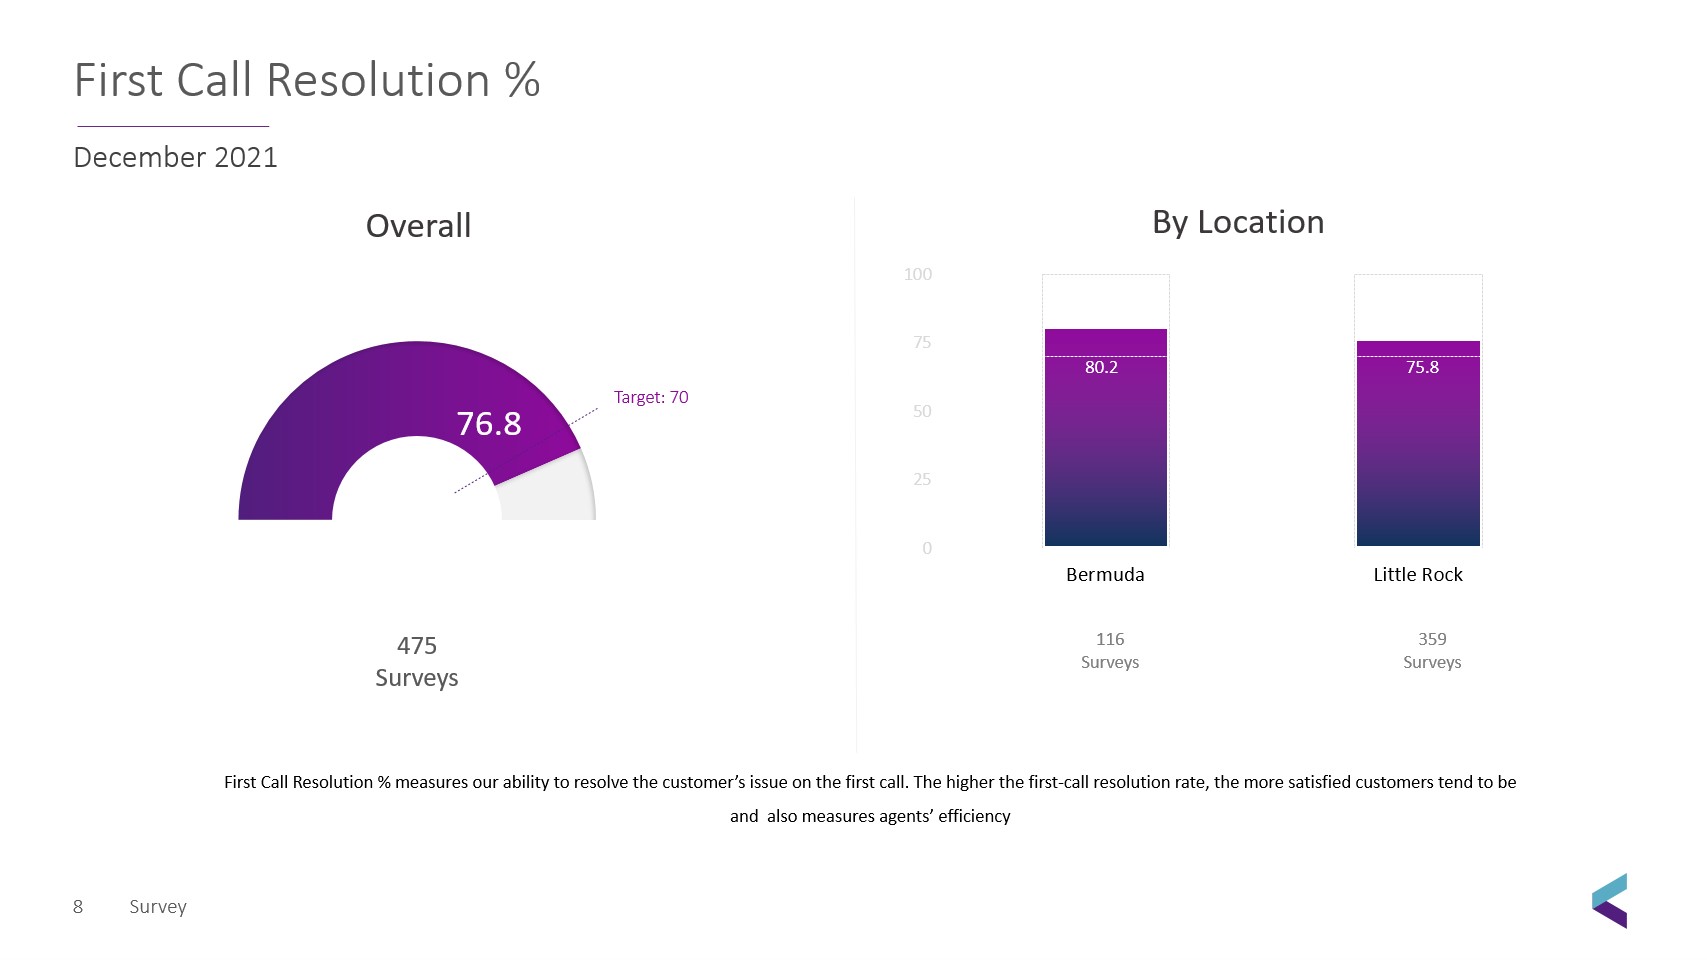 First Call Resolution %
December 2021
Overall
76.8
Target: 70
475
Surveys
By Location
100
75
50
25
0
80.2
75.8
Bermuda
Little Rock
116
Surveys
359
Surveys
First Call Resolution % measures our ability to resolve the customer’s issue on the first call. The higher the first-call resolution rate, the more satisfied customers tend to be
and  also measures agents’ efficiency
8
Survey